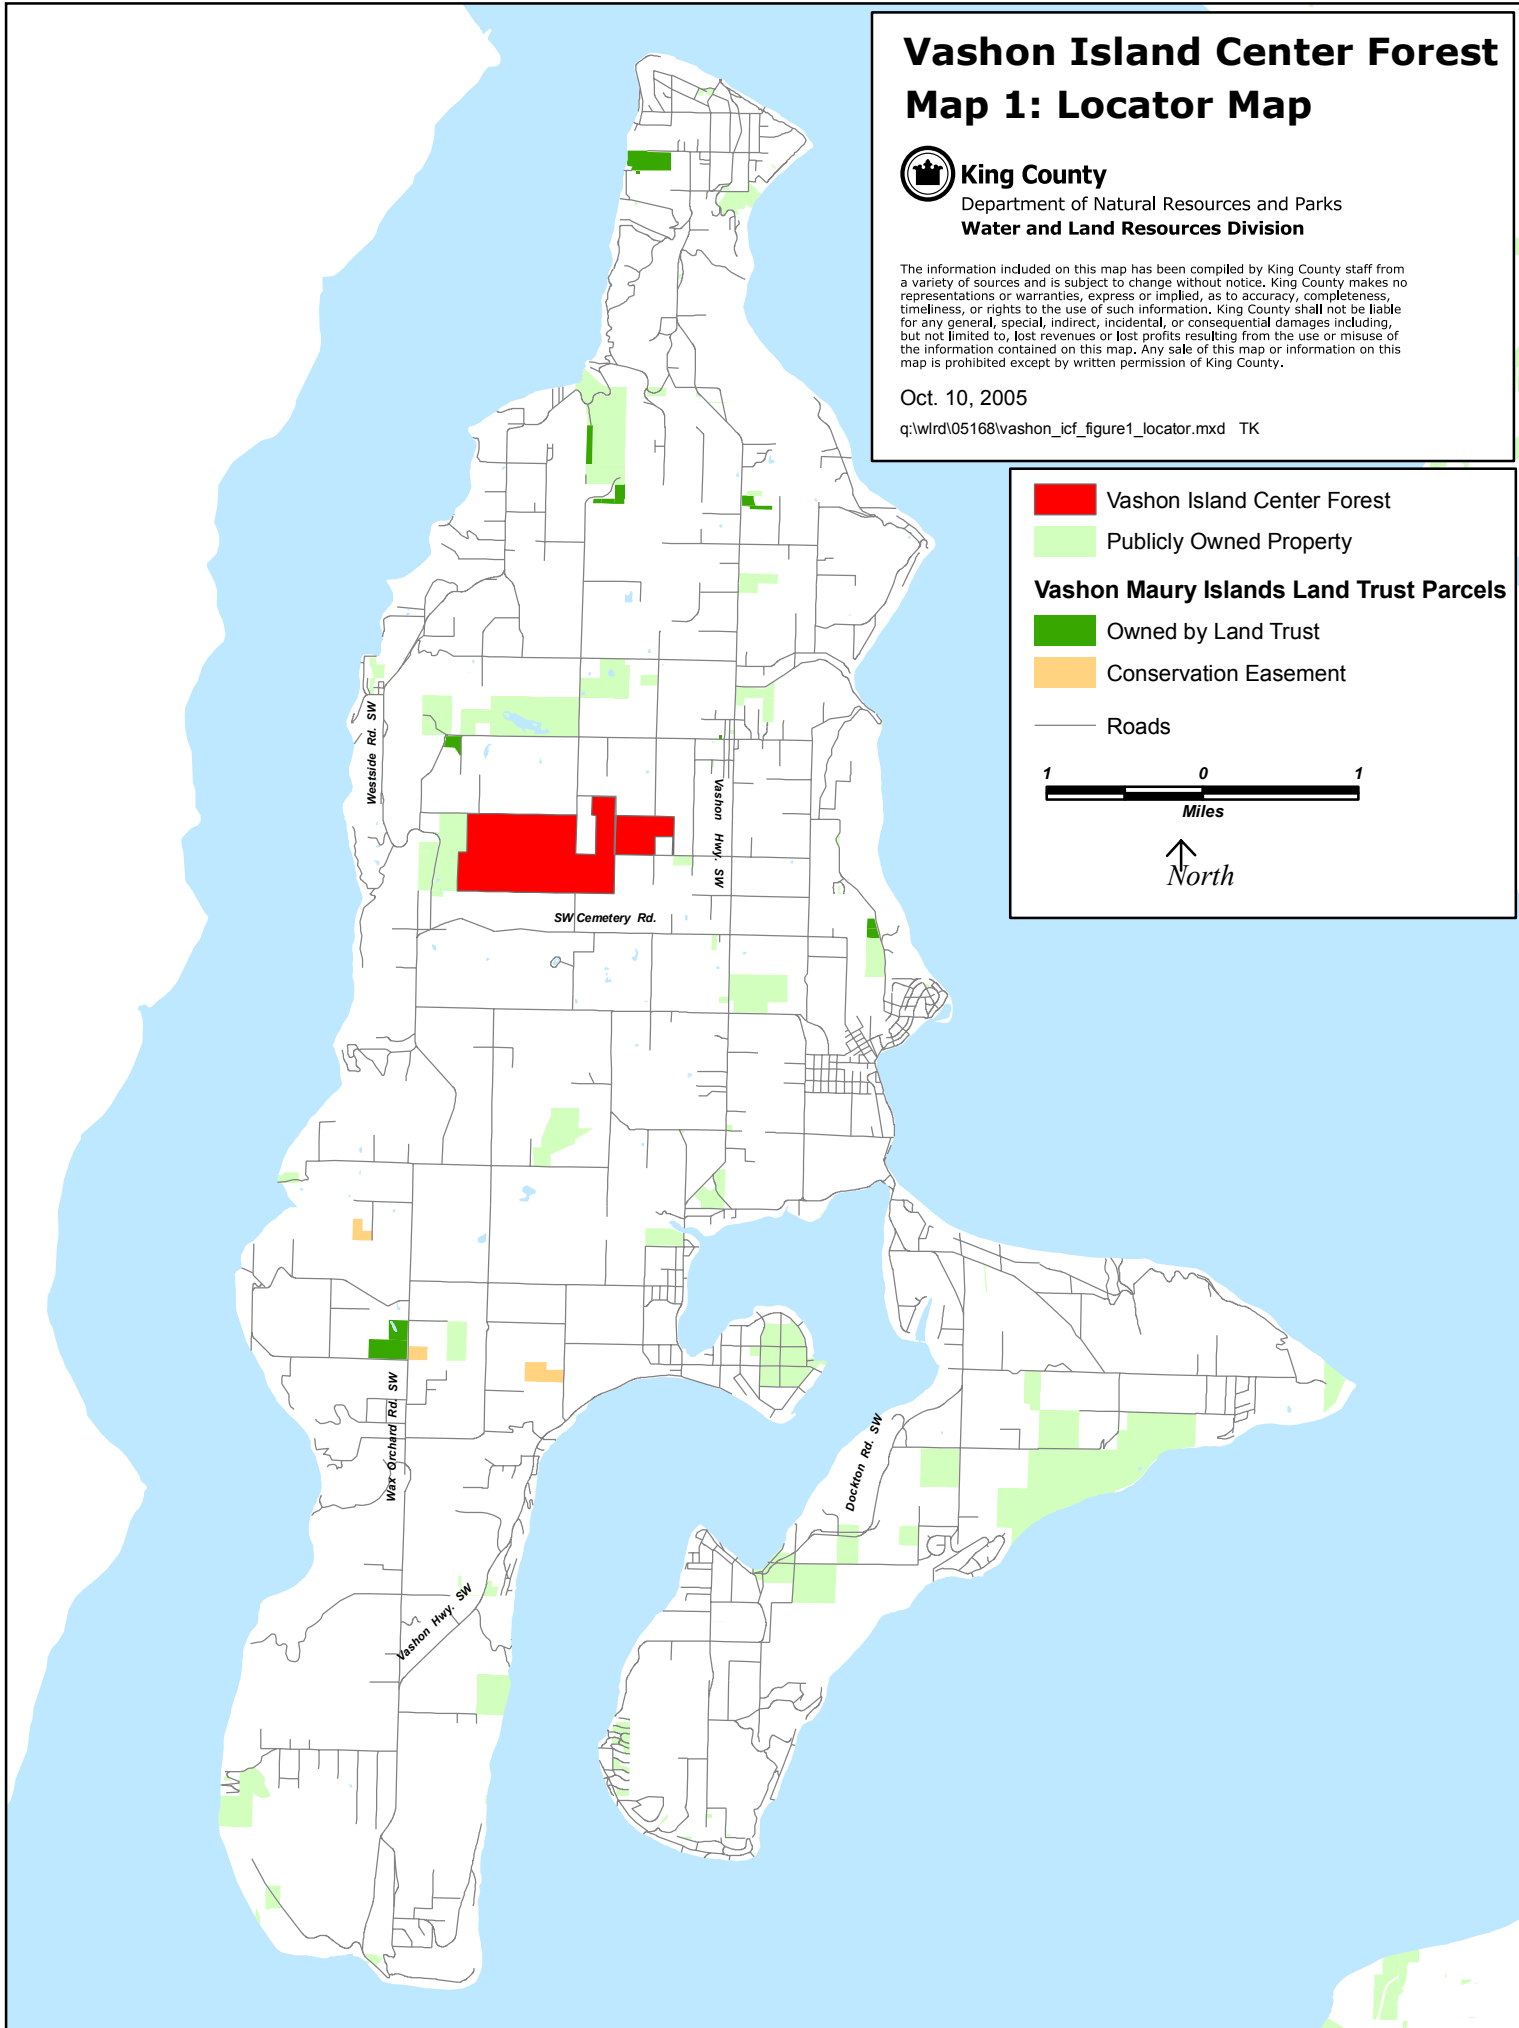 Vashon Island Center Forest
Map 1: Locator Map
King County
Department of Natural Resources and Parks
Water and Land Resources Division
The information included on this map has been compiled by King County staff from
a variety of sources and is subject to change without notice. King County makes no
representations or warranties, express or implied, as to accuracy, completeness,
timeliness, or rights to the use of such information. King County shall not be liable
for any general, special, indirect, incidental, or consequential damages including,
but not limited to, lost revenues or lost profits resulting from the use or misuse of
the information contained on this map. Any sale of this map or information on this
map is prohibited except by written permission of King County.
Oct. 10, 2005
q:\wlrd\05168\vashon_icf_figure1_locator.mxd TK
Vashon Island Center Forest
Publicly Owned Property
Vashon Maury Islands Land Trust Parcels
Owned by Land Trust
Conservation Easement
Roads
1 0 1
Miles
North
Westside Rd. SW
Vashon Hwy. SW
SW Cemetery Rd.
Wax Orchard Rd. SW
Dockton Rd. SW
Vashon Hwy. SW